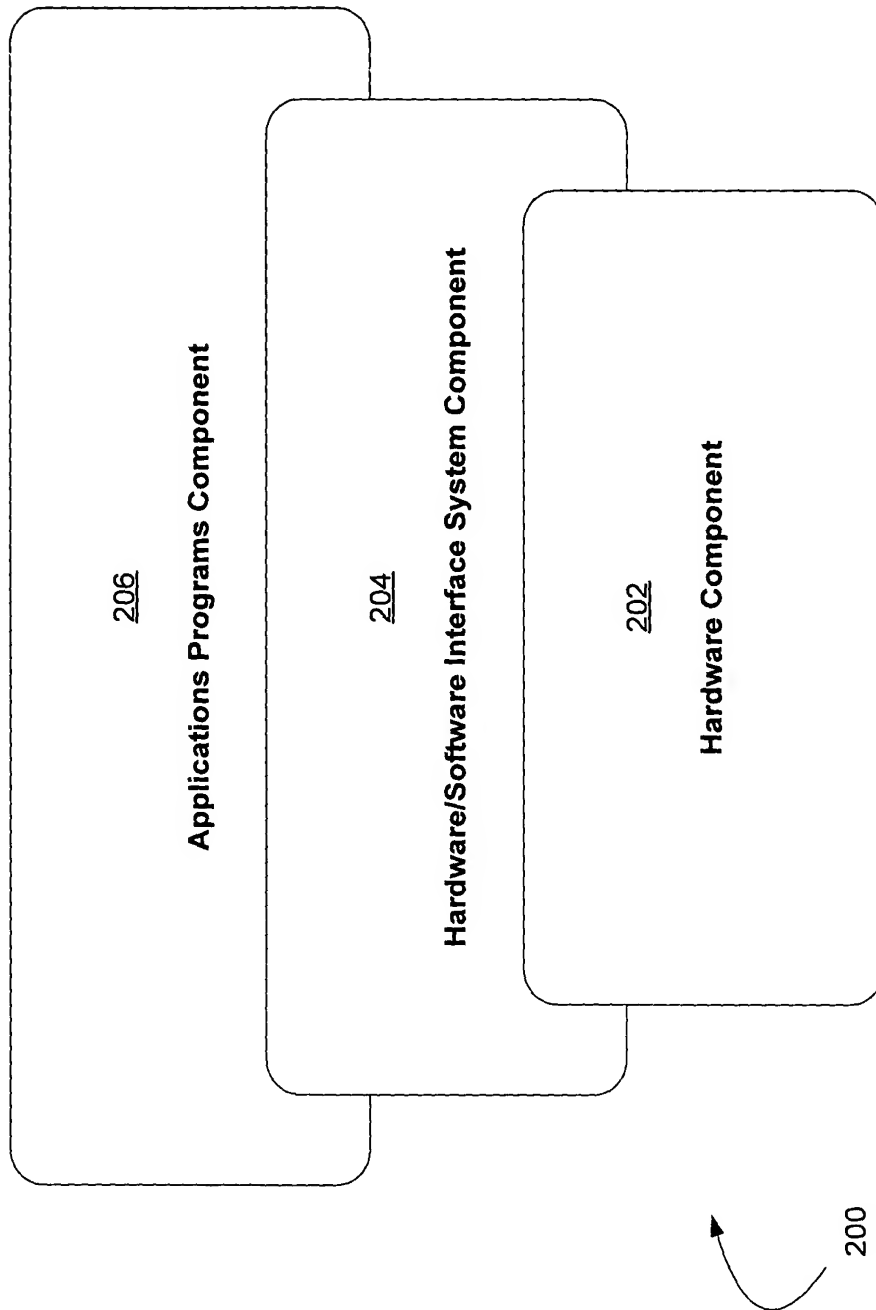 206
Applications Programs Component
204
Hardware/Software Interface System Component
202
Hardware Component
200